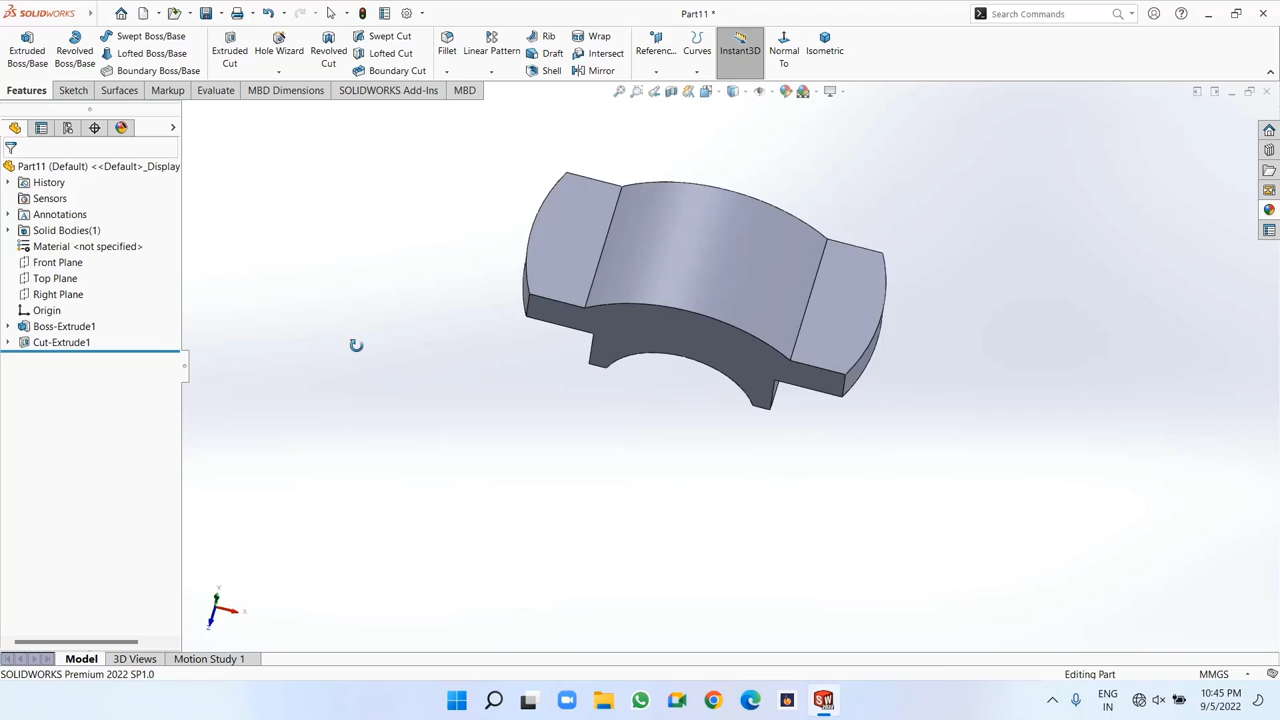 SOLIDWORKS
Part11 *
Search Commands
Extruded Boss/Base
Revolved Boss/Base
Swept Boss/Base
Lofted Boss/Base
Boundary Boss/Base
Extruded Cut
Hole Wizard
Revolved Cut
Swept Cut
Lofted Cut
Boundary Cut
Fillet
Linear Pattern
Rib
Draft
Shell
Wrap
Intersect
Mirror
Referenc...
Curves
Instant3D
Normal To
Isometric
Features
Sketch
Surfaces
Markup
Evaluate
MBD Dimensions
SOLIDWORKS Add-Ins
MBD
Part11 (Default) <<Default>_Display
History
Sensors
Annotations
Solid Bodies(1)
Material <not specified>
Front Plane
Top Plane
Right Plane
Origin
Boss-Extrude1
Cut-Extrude1
Y
X
Z
Model
3D Views
Motion Study 1
SOLIDWORKS Premium 2022 SP1.0
Editing Part
MMGS
ENG
IN
10:45 PM
9/5/2022